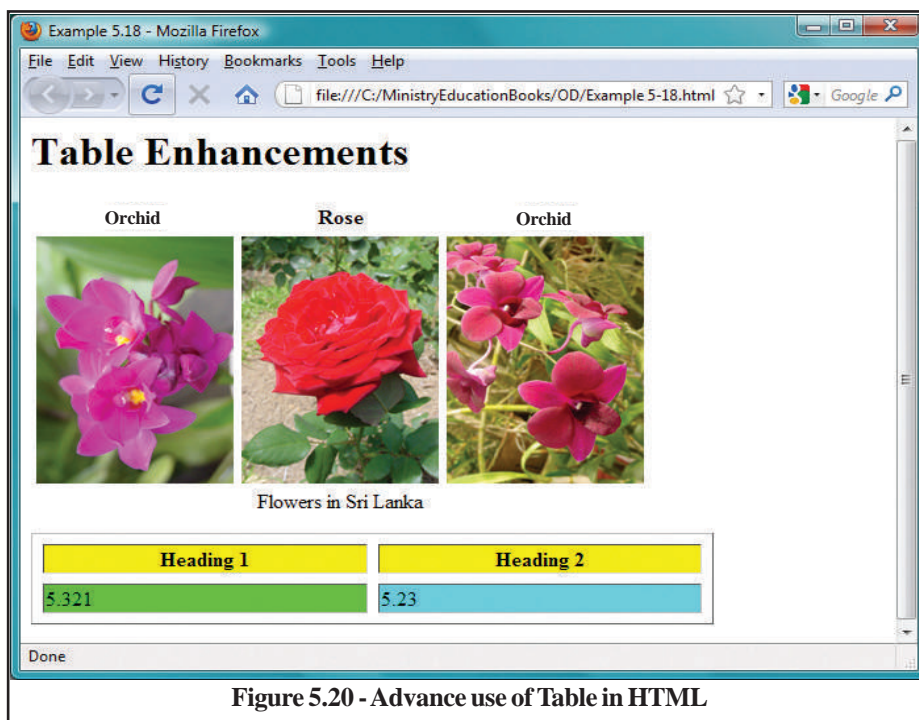 Example 5.18 - Mozilla Firefox
File Edit View History Bookmarks Tools Help
file:///C:/MinistryEducationBooks/OD/Example 5-18.html Google
Table Enhancements
Orchid Rose Orchid
Flowers in Sri Lanka
Heading 1 Heading 2
5.321 5.23
Done
Figure 5.20 - Advance use of Table in HTML